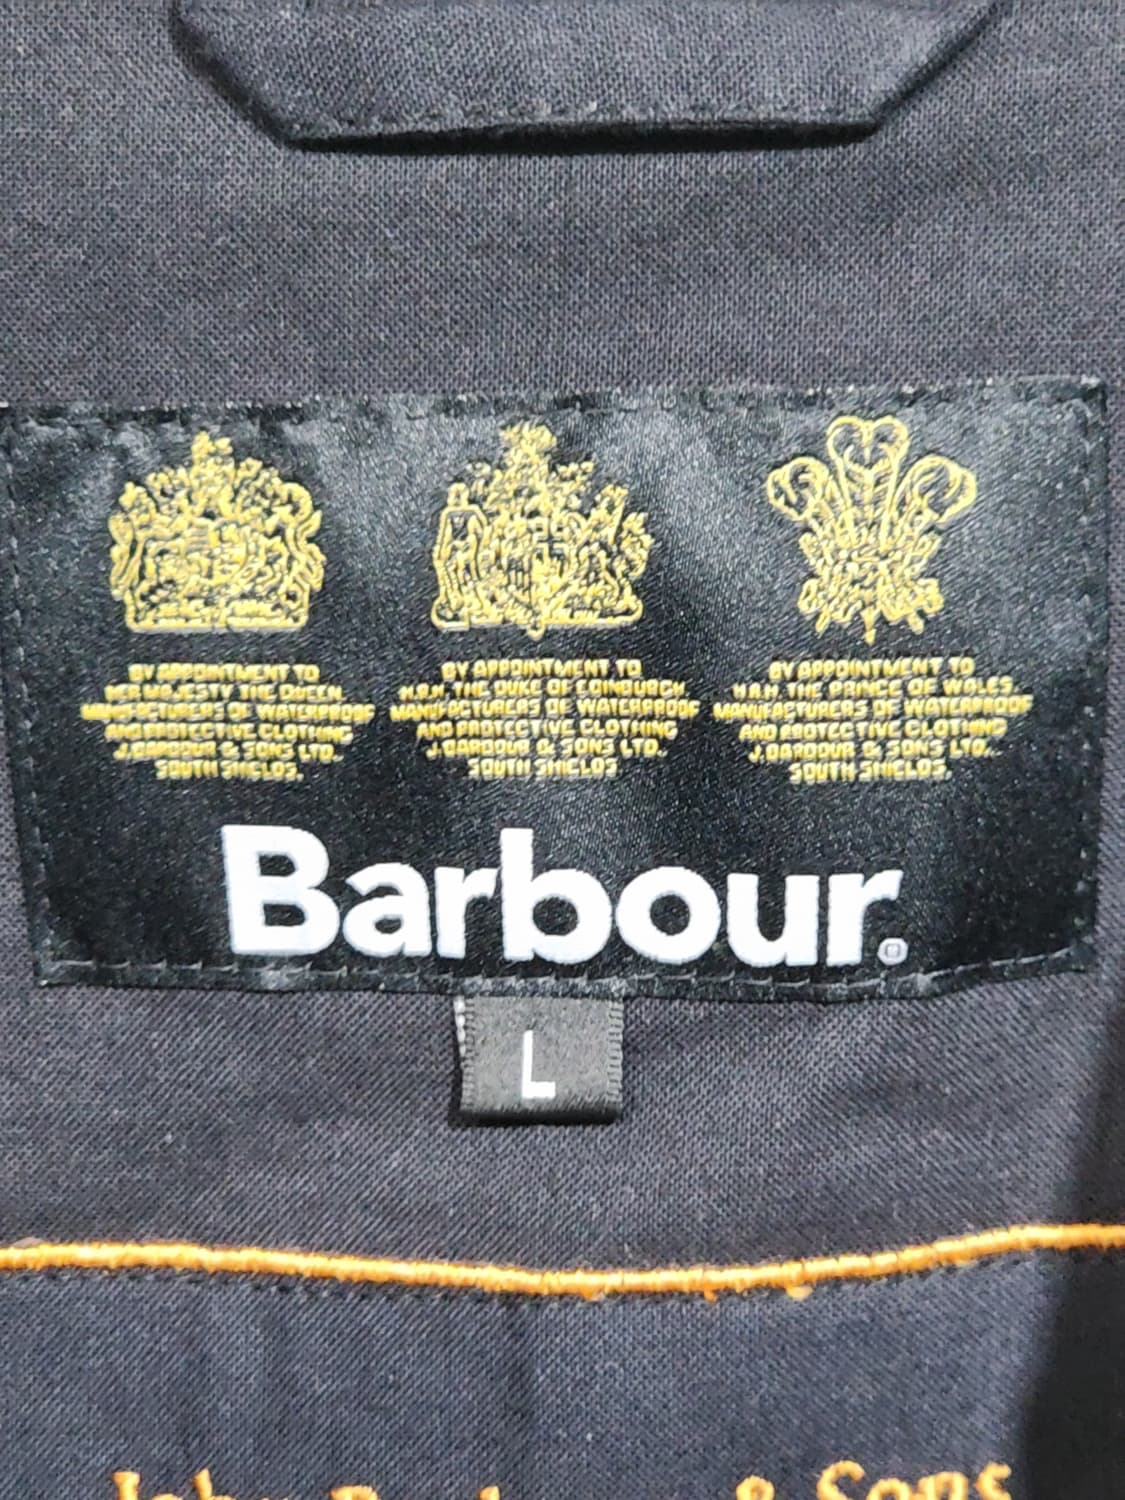 BY APPOINTMENT TO
HER MAJESTY THE QUEEN
MANUFACTURERS OF WATERPROOF
AND PROTECTIVE CLOTHING
J. BARBOUR & SONS LTD.
SOUTH SHIELDS.
BY APPOINTMENT TO
H.R.H. THE DUKE OF EDINBURGH
MANUFACTURERS OF WATERPROOF
AND PROTECTIVE CLOTHING
J. BARBOUR & SONS LTD.
SOUTH SHIELDS
BY APPOINTMENT TO
H.R.H. THE PRINCE OF WALES
MANUFACTURERS OF WATERPROOF
AND PROTECTIVE CLOTHING
J. BARBOUR & SONS LTD.
SOUTH SHIELDS.
Barbour.
L
& Sons